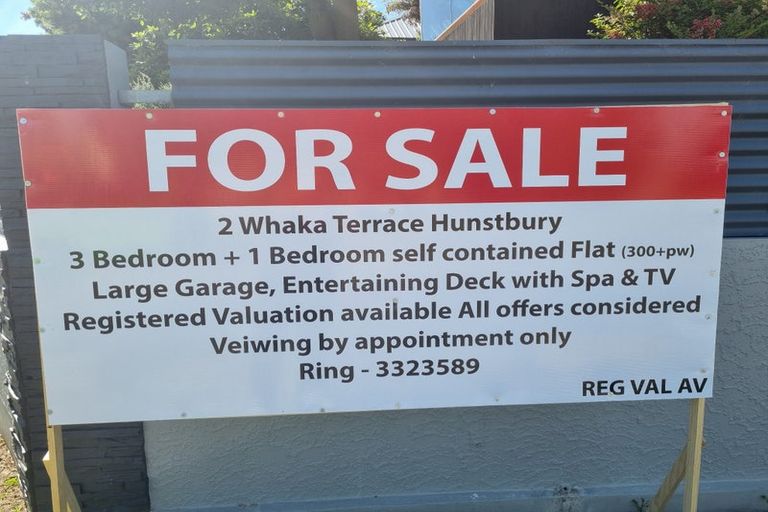 FOR SALE
2 Whaka Terrace Hunstbury
3 Bedroom + 1 Bedroom self contained Flat (300+pw)
Large Garage, Entertaining Deck with Spa & TV
Registered Valuation available All offers considered
Veiwing by appointment only
Ring - 3323589
REG VAL AV